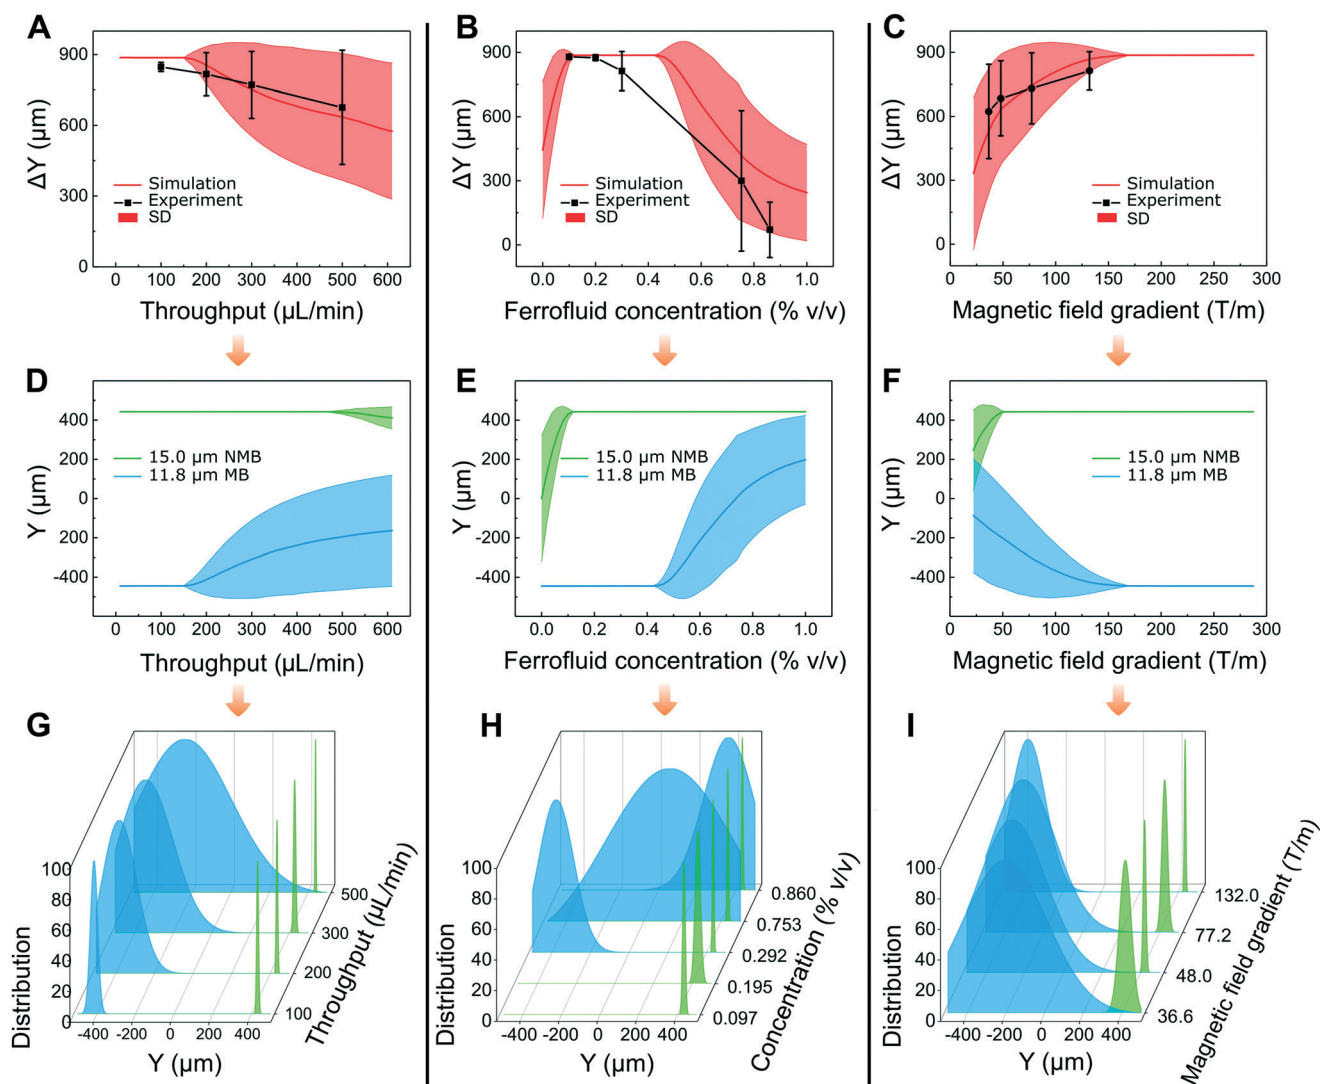 A
900
600
300
0
ΔY (µm)
Simulation
Experiment
SD
0 100 200 300 400 500 600
Throughput (µL/min)
B
900
600
300
0
ΔY (µm)
Simulation
Experiment
SD
0.0 0.2 0.4 0.6 0.8 1.0
Ferrofluid concentration (% v/v)
C
900
600
300
0
ΔY (µm)
Simulation
Experiment
SD
0 50 100 150 200 250 300
Magnetic field gradient (T/m)
D
400
200
0
-200
-400
Y (µm)
15.0 µm NMB
11.8 µm MB
0 100 200 300 400 500 600
Throughput (µL/min)
E
400
200
0
-200
-400
Y (µm)
15.0 µm NMB
11.8 µm MB
0.0 0.2 0.4 0.6 0.8 1.0
Ferrofluid concentration (% v/v)
F
400
200
0
-200
-400
Y (µm)
15.0 µm NMB
11.8 µm MB
0 50 100 150 200 250 300
Magnetic field gradient (T/m)
G
100
80
60
40
20
0
Distribution
-400 -200 0 200 400
Y (µm)
500
300
200
100
Throughput (µL/min)
H
100
80
60
40
20
0
Distribution
-400 -200 0 200 400
Y (µm)
0.860
0.753
0.292
0.195
0.097
Concentration (% v/v)
I
100
80
60
40
20
0
Distribution
-400 -200 0 200 400
Y (µm)
132.0
77.2
48.0
36.6
Magnetic field gradient (T/m)